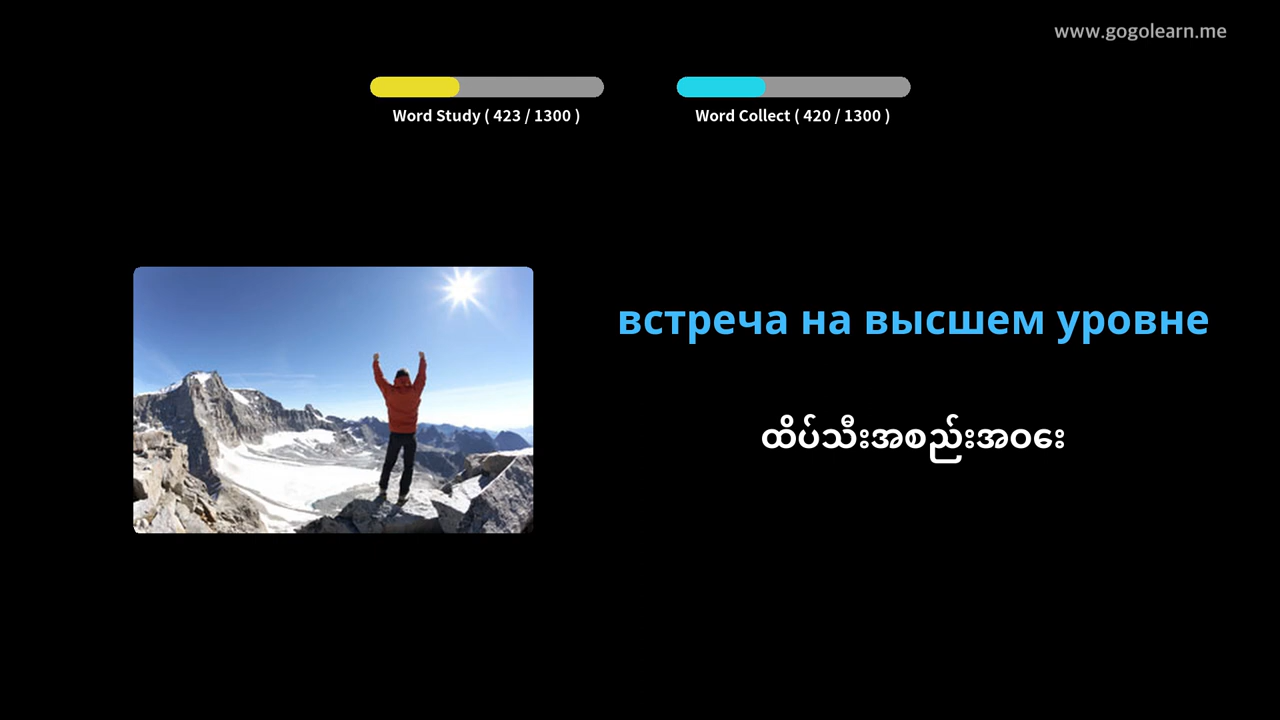 www.gogolearn.me
Word Study ( 423 / 1300 )
Word Collect ( 420 / 1300 )
встреча на высшем уровне
ထိပ်သီးအစည်းအဝေး